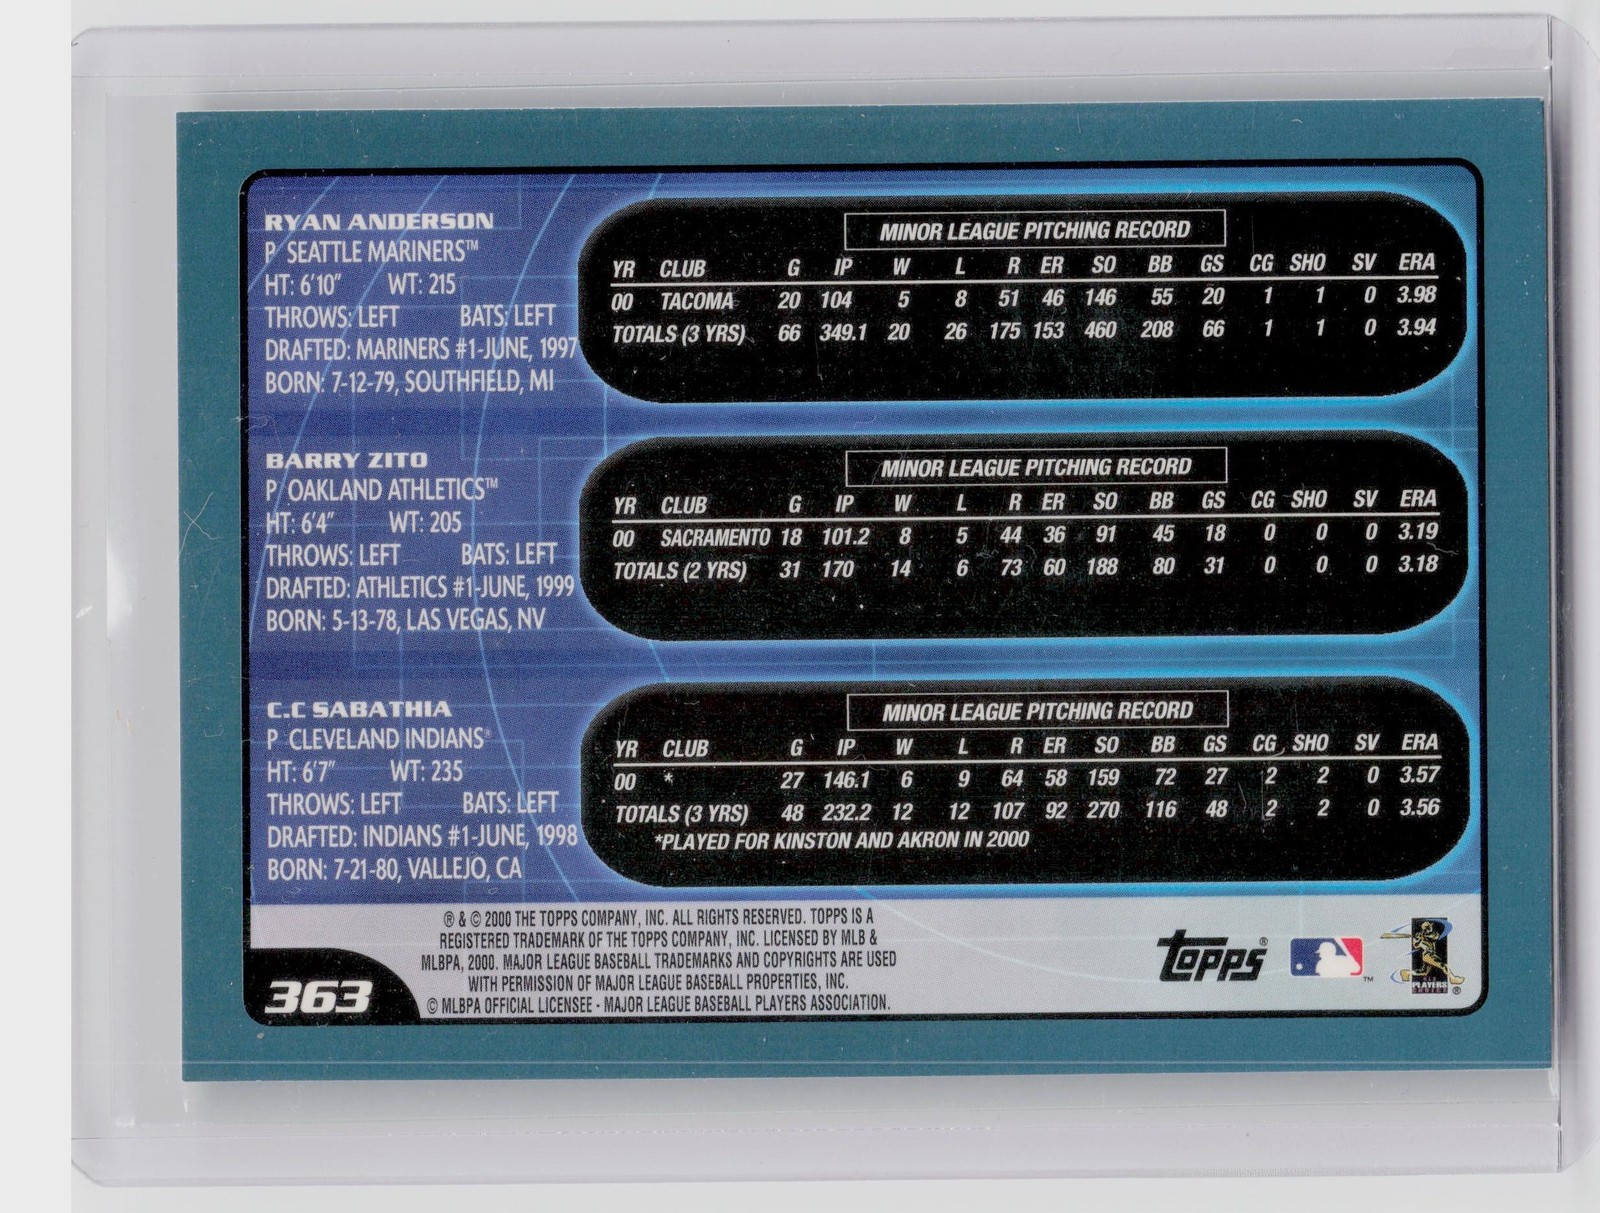 RYAN ANDERSON
P SEATTLE MARINERS™
HT: 6'10" WT: 215
THROWS: LEFT BATS: LEFT
DRAFTED: MARINERS #1-JUNE, 1997
BORN: 7-12-79, SOUTHFIELD, MI
MINOR LEAGUE PITCHING RECORD
YR CLUB G IP W L R ER SO BB GS CG SHO SV ERA
00 TACOMA 20 104 5 8 51 46 146 55 20 1 1 0 3.98
TOTALS (3 YRS) 66 349.1 20 26 175 153 460 208 66 1 1 0 3.94
BARRY ZITO
P OAKLAND ATHLETICS™
HT: 6'4" WT: 205
THROWS: LEFT BATS: LEFT
DRAFTED: ATHLETICS #1-JUNE, 1999
BORN: 5-13-78, LAS VEGAS, NV
MINOR LEAGUE PITCHING RECORD
YR CLUB G IP W L R ER SO BB GS CG SHO SV ERA
00 SACRAMENTO 18 101.2 8 5 44 36 91 45 18 0 0 0 3.19
TOTALS (2 YRS) 31 170 14 6 73 60 188 80 31 0 0 0 3.18
C.C SABATHIA
P CLEVELAND INDIANS®
HT: 6'7" WT: 235
THROWS: LEFT BATS: LEFT
DRAFTED: INDIANS #1-JUNE, 1998
BORN: 7-21-80, VALLEJO, CA
MINOR LEAGUE PITCHING RECORD
YR CLUB G IP W L R ER SO BB GS CG SHO SV ERA
00 * 27 146.1 6 9 64 58 159 72 27 2 2 0 3.57
TOTALS (3 YRS) 48 232.2 12 12 107 92 270 116 48 2 2 0 3.56
*PLAYED FOR KINSTON AND AKRON IN 2000
® & © 2000 THE TOPPS COMPANY, INC. ALL RIGHTS RESERVED. TOPPS IS A
REGISTERED TRADEMARK OF THE TOPPS COMPANY, INC. LICENSED BY MLB &
MLBPA, 2000. MAJOR LEAGUE BASEBALL TRADEMARKS AND COPYRIGHTS ARE USED
WITH PERMISSION OF MAJOR LEAGUE BASEBALL PROPERTIES, INC.
© MLBPA OFFICIAL LICENSEE - MAJOR LEAGUE BASEBALL PLAYERS ASSOCIATION.
363
Topps®
™
PLAYERS
CHOICE
®